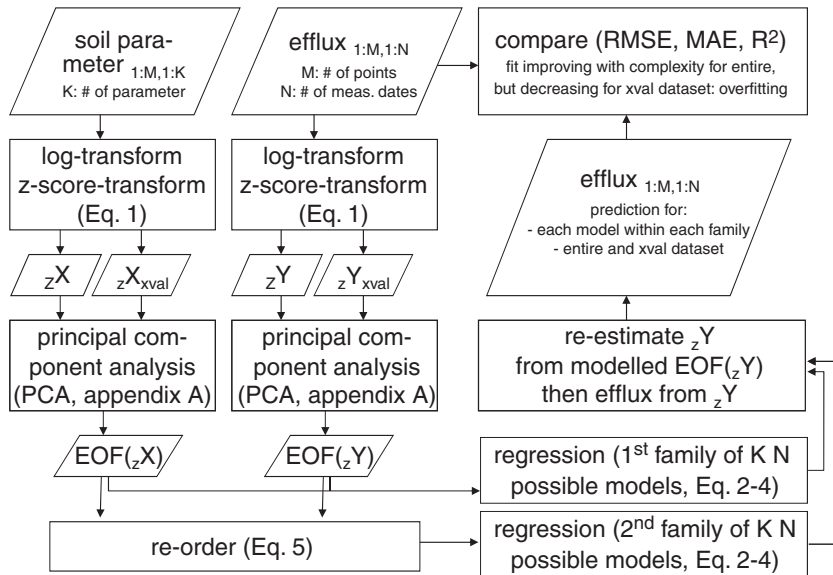 soil para-
meter 1:M,1:K
K: # of parameter
efflux 1:M,1:N
M: # of points
N: # of meas. dates
compare (RMSE, MAE, R²)
fit improving with complexity for entire,
but decreasing for xval dataset: overfitting
log-transform
z-score-transform
(Eq. 1)
log-transform
z-score-transform
(Eq. 1)
efflux 1:M,1:N
prediction for:
- each model within each family
- entire and xval dataset
zX
zXxval
zY
zYxval
principal com-
ponent analysis
(PCA, appendix A)
principal com-
ponent analysis
(PCA, appendix A)
re-estimate zY
from modelled EOF(zY)
then efflux from zY
EOF(zX)
EOF(zY)
regression (1st family of K N
possible models, Eq. 2-4)
re-order (Eq. 5)
regression (2nd family of K N
possible models, Eq. 2-4)